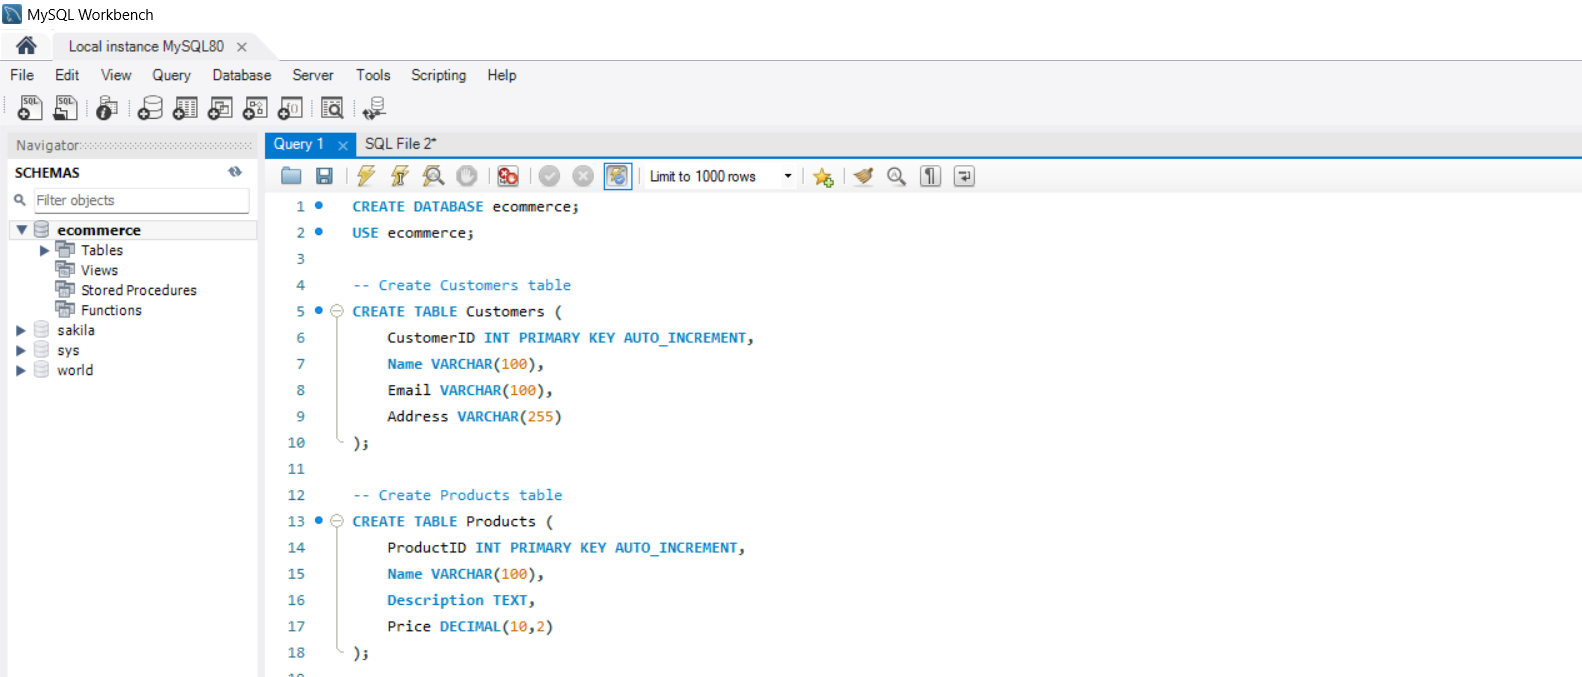 MySQL Workbench
Local instance MySQL80
File Edit View Query Database Server Tools Scripting Help
Navigator
SCHEMAS
Filter objects
ecommerce
Tables
Views
Stored Procedures
Functions
sakila
sys
world
Query 1 SQL File 2*
Limit to 1000 rows
1 CREATE DATABASE ecommerce;
2 USE ecommerce;
3
4 -- Create Customers table
5 CREATE TABLE Customers (
6 CustomerID INT PRIMARY KEY AUTO_INCREMENT,
7 Name VARCHAR(100),
8 Email VARCHAR(100),
9 Address VARCHAR(255)
10 );
11
12 -- Create Products table
13 CREATE TABLE Products (
14 ProductID INT PRIMARY KEY AUTO_INCREMENT,
15 Name VARCHAR(100),
16 Description TEXT,
17 Price DECIMAL(10,2)
18 );